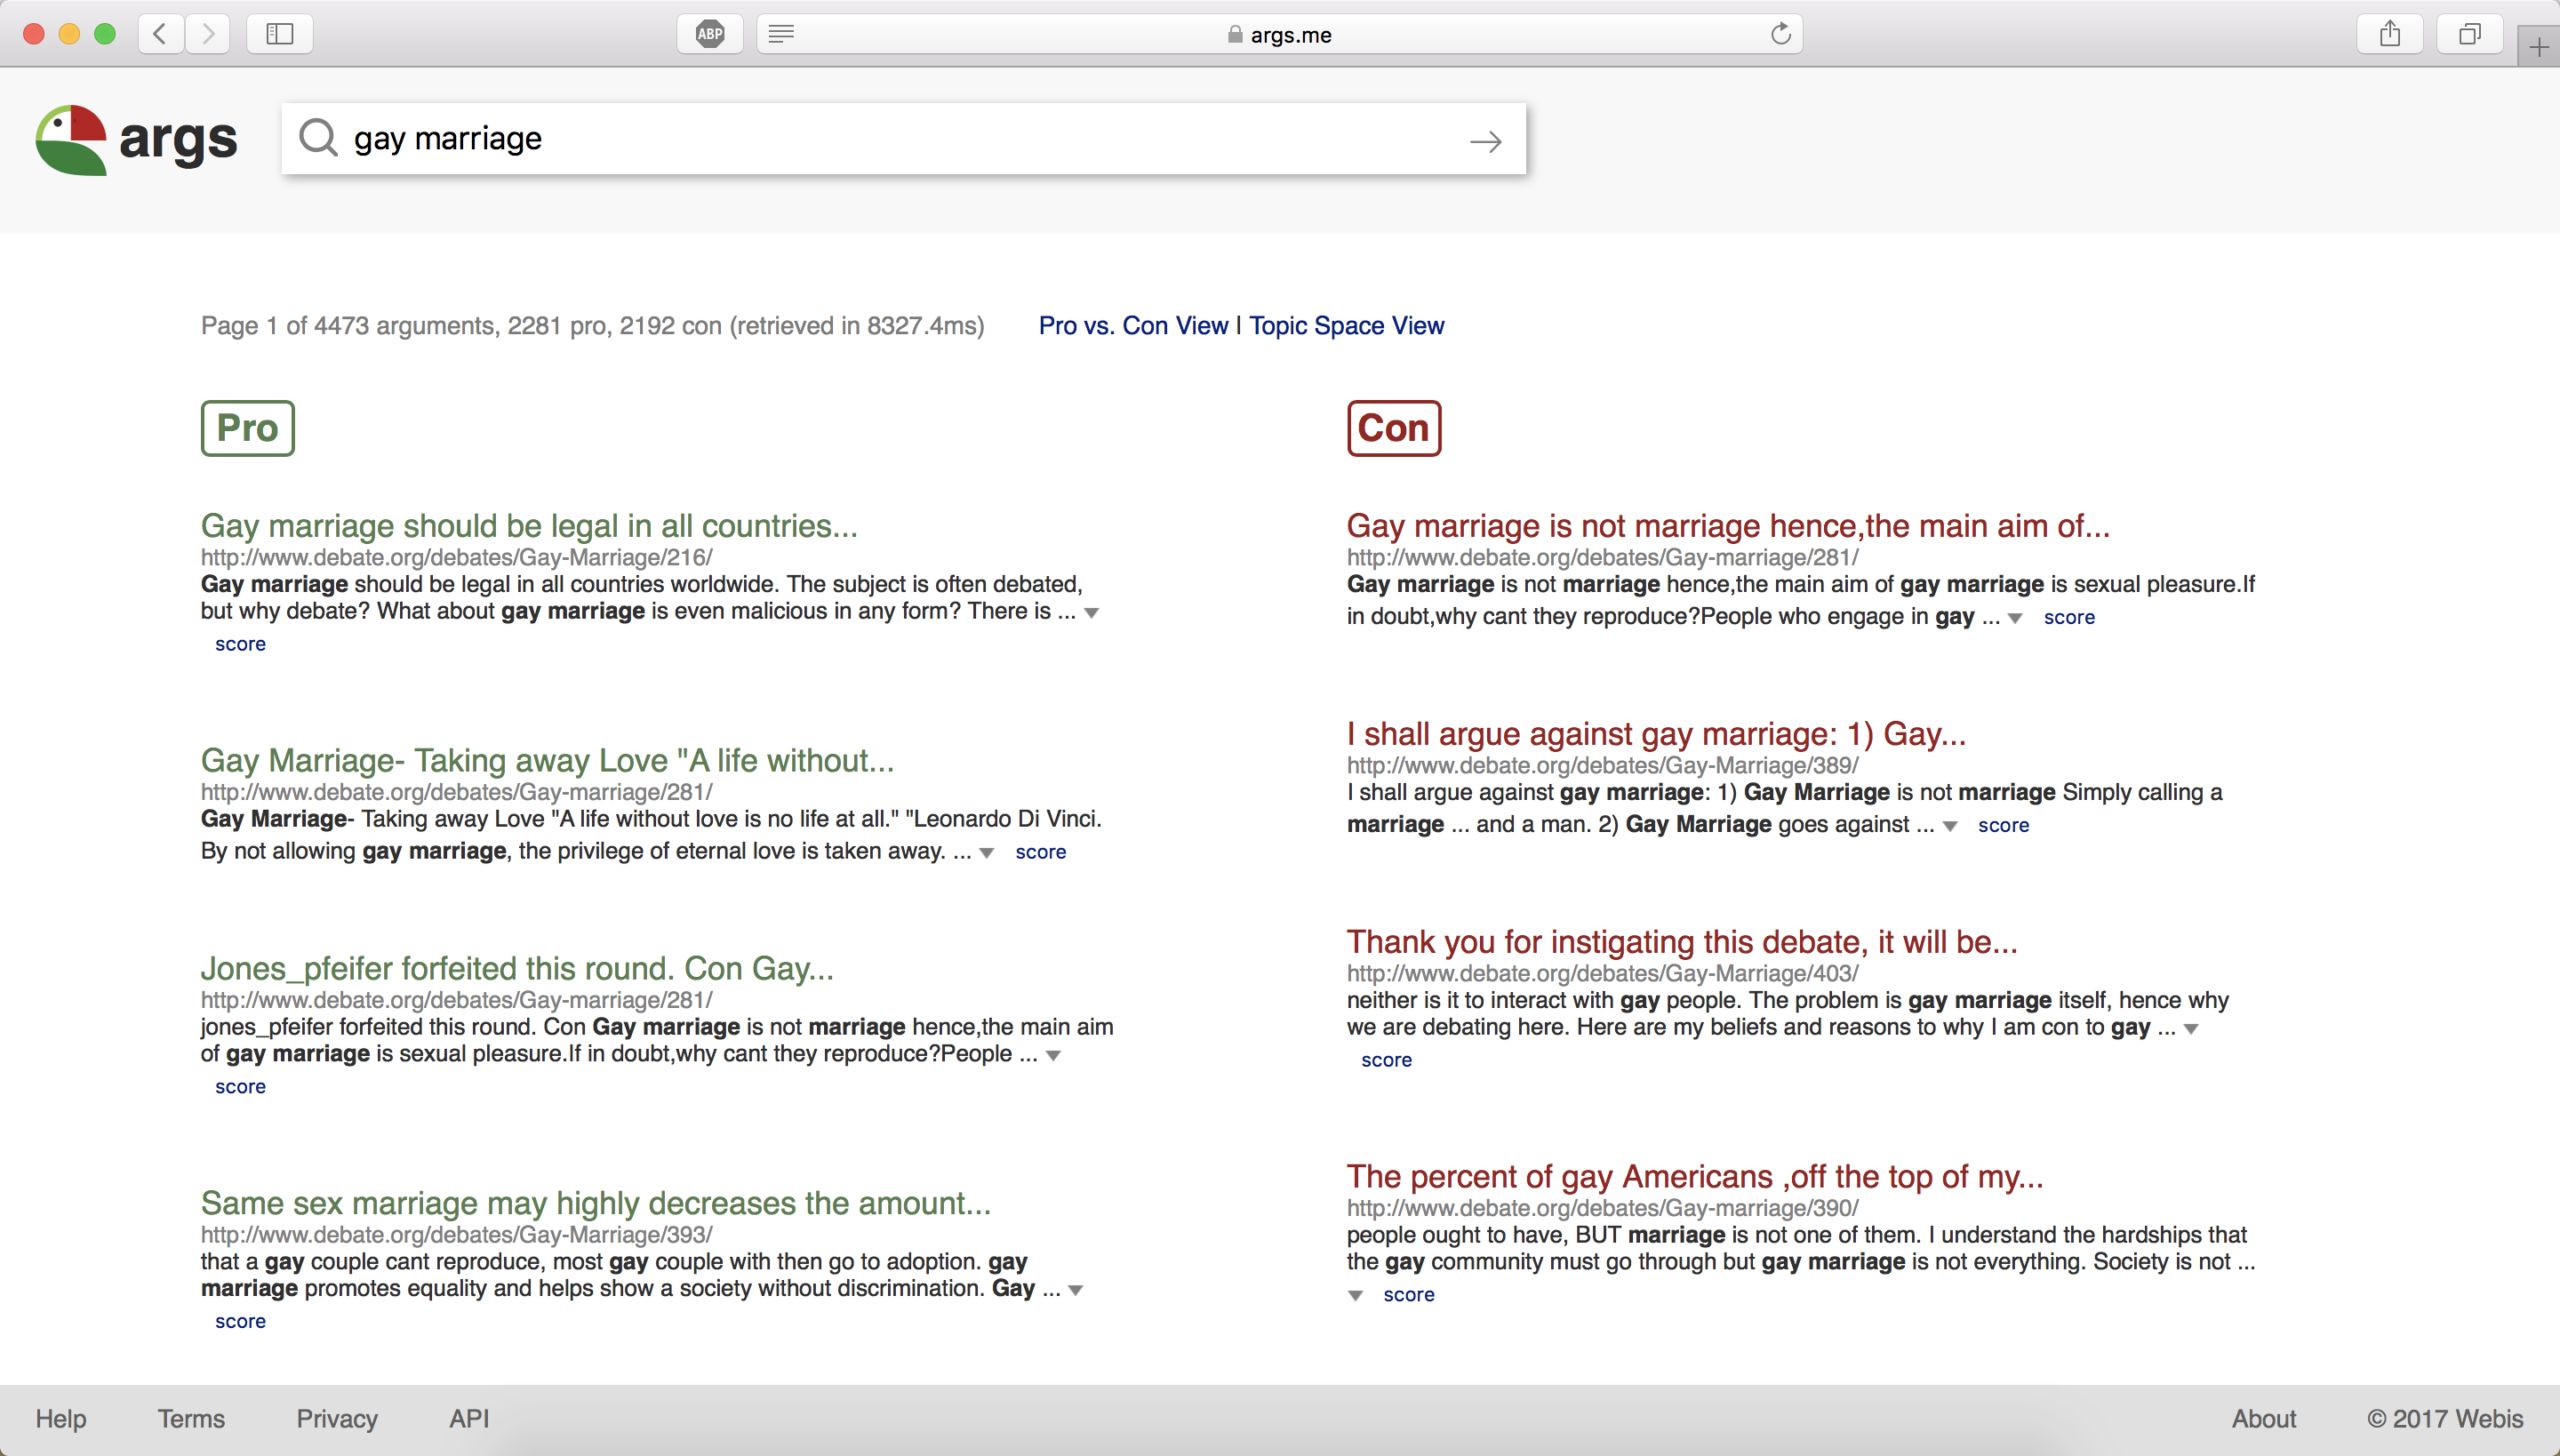 ABP
args.me
args
gay marriage
Page 1 of 4473 arguments, 2281 pro, 2192 con (retrieved in 8327.4ms)
Pro vs. Con View | Topic Space View
Pro
Gay marriage should be legal in all countries...
http://www.debate.org/debates/Gay-Marriage/216/
Gay marriage should be legal in all countries worldwide. The subject is often debated,
but why debate? What about gay marriage is even malicious in any form? There is ...
score
Gay Marriage- Taking away Love "A life without...
http://www.debate.org/debates/Gay-marriage/281/
Gay Marriage- Taking away Love "A life without love is no life at all." "Leonardo Di Vinci.
By not allowing gay marriage, the privilege of eternal love is taken away. ... score
Jones_pfeifer forfeited this round. Con Gay...
http://www.debate.org/debates/Gay-marriage/281/
jones_pfeifer forfeited this round. Con Gay marriage is not marriage hence,the main aim
of gay marriage is sexual pleasure.If in doubt,why cant they reproduce?People ...
score
Same sex marriage may highly decreases the amount...
http://www.debate.org/debates/Gay-Marriage/393/
that a gay couple cant reproduce, most gay couple with then go to adoption. gay
marriage promotes equality and helps show a society without discrimination. Gay ...
score
Con
Gay marriage is not marriage hence,the main aim of...
http://www.debate.org/debates/Gay-marriage/281/
Gay marriage is not marriage hence,the main aim of gay marriage is sexual pleasure.If
in doubt,why cant they reproduce?People who engage in gay ... score
I shall argue against gay marriage: 1) Gay...
http://www.debate.org/debates/Gay-Marriage/389/
I shall argue against gay marriage: 1) Gay Marriage is not marriage Simply calling a
marriage ... and a man. 2) Gay Marriage goes against ... score
Thank you for instigating this debate, it will be...
http://www.debate.org/debates/Gay-Marriage/403/
neither is it to interact with gay people. The problem is gay marriage itself, hence why
we are debating here. Here are my beliefs and reasons to why I am con to gay ...
score
The percent of gay Americans ,off the top of my...
http://www.debate.org/debates/Gay-marriage/390/
people ought to have, BUT marriage is not one of them. I understand the hardships that
the gay community must go through but gay marriage is not everything. Society is not ...
score
Help Terms Privacy API About © 2017 Webis